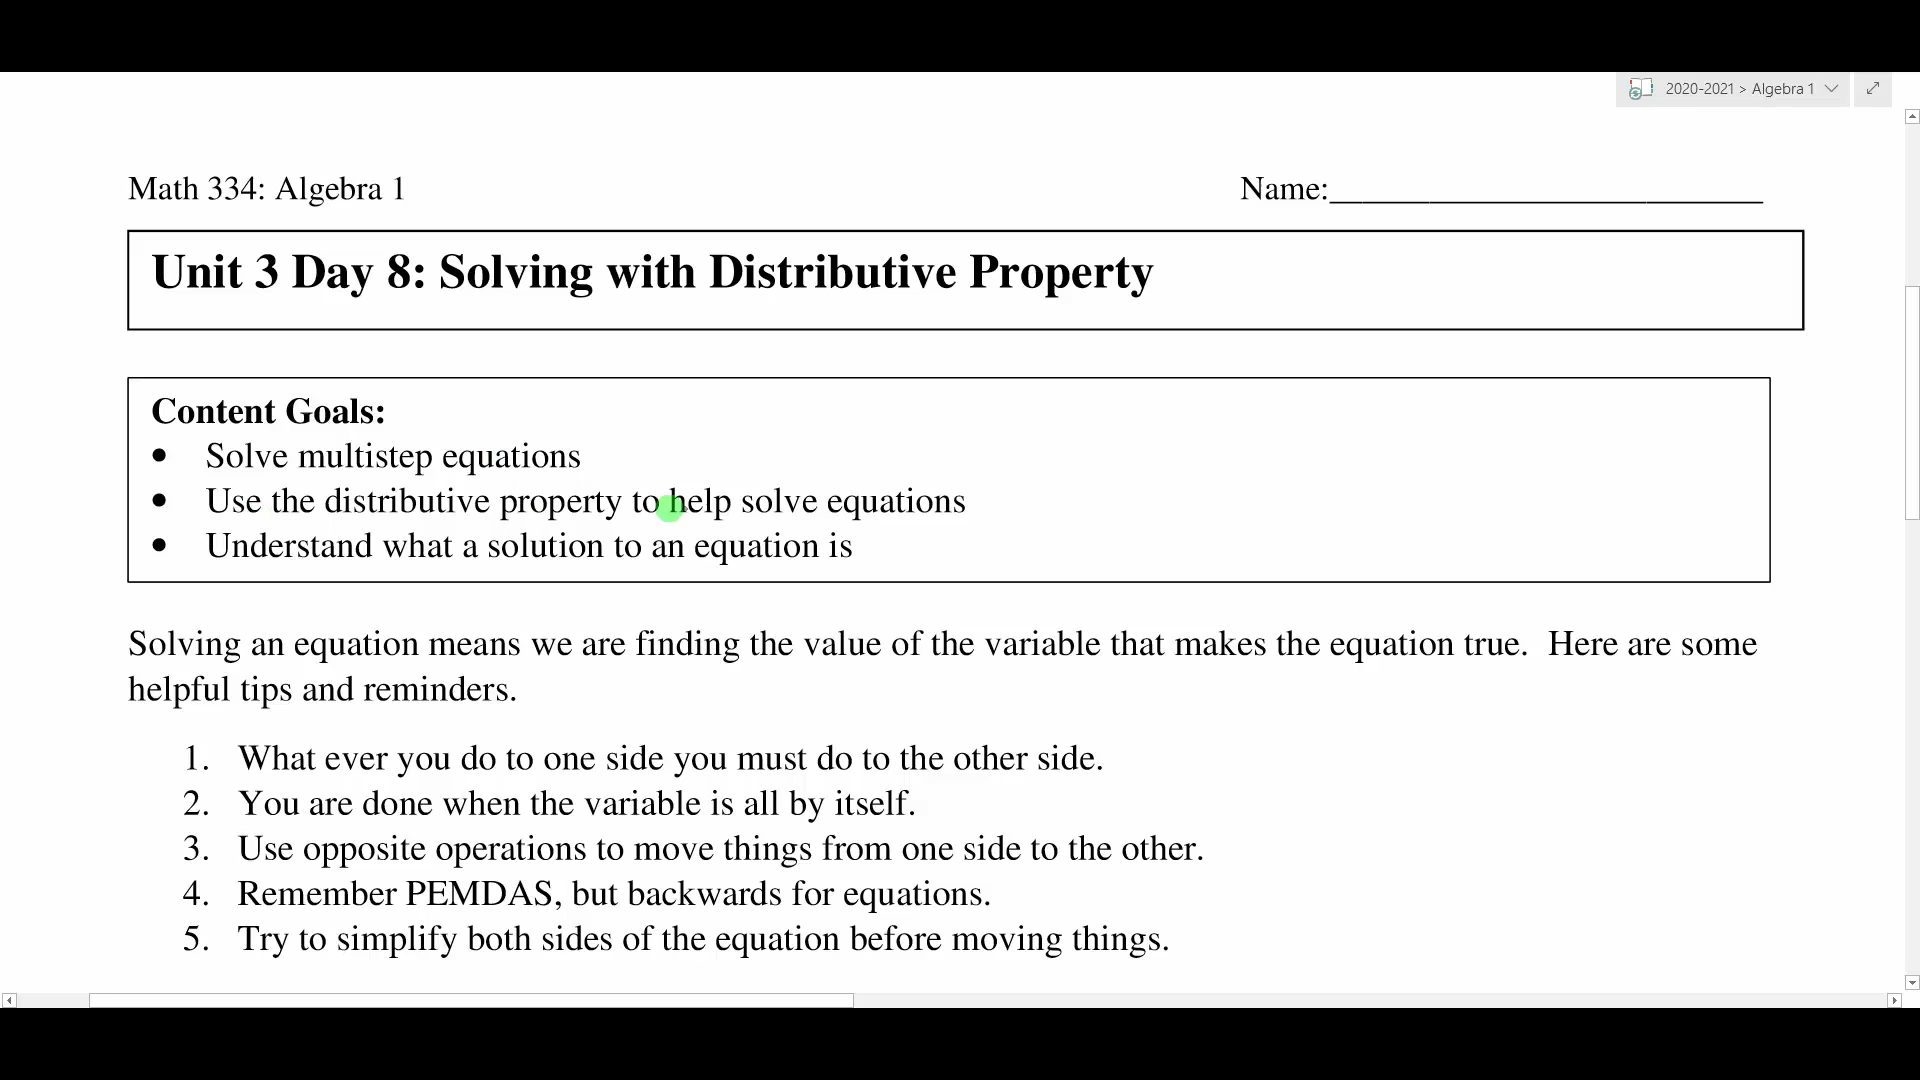 2020-2021 > Algebra 1
Math 334: Algebra 1 Name:__________________________
Unit 3 Day 8: Solving with Distributive Property
Content Goals:
• Solve multistep equations
• Use the distributive property to help solve equations
• Understand what a solution to an equation is
Solving an equation means we are finding the value of the variable that makes the equation true. Here are some
helpful tips and reminders.
1. What ever you do to one side you must do to the other side.
2. You are done when the variable is all by itself.
3. Use opposite operations to move things from one side to the other.
4. Remember PEMDAS, but backwards for equations.
5. Try to simplify both sides of the equation before moving things.